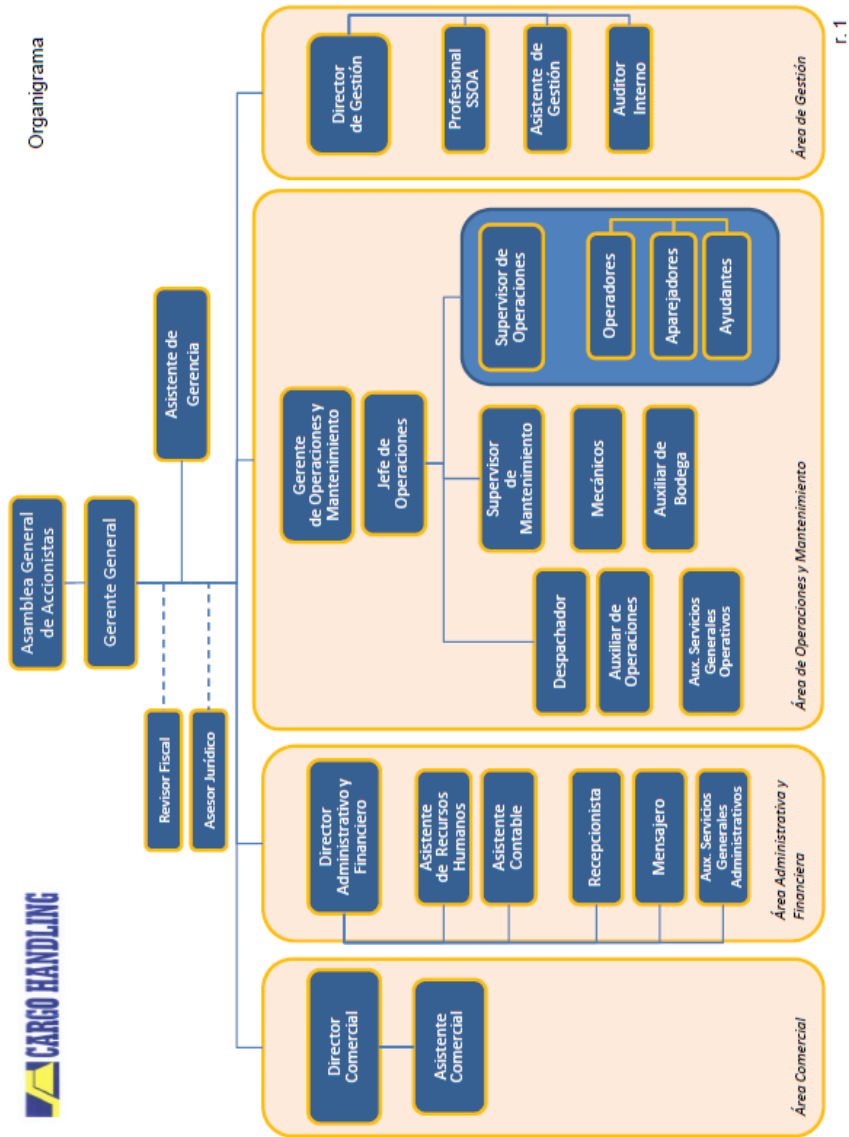 CARGO HANDLING
Organigrama
Asamblea General
de Accionistas
Gerente General
Revisor Fiscal
Asesor Jurídico
Asistente de
Gerencia
Director
Comercial
Asistente
Comercial
Área Comercial
Director
Administrativo y
Financiero
Asistente
de Recursos
Humanos
Asistente
Contable
Recepcionista
Mensajero
Aux. Servicios
Generales
Administrativos
Área Administrativa y
Financiera
Gerente
de Operaciones y
Mantenimiento
Jefe de
Operaciones
Despachador
Auxiliar de
Operaciones
Aux. Servicios
Generales
Operativos
Supervisor
de
Mantenimiento
Mecánicos
Auxiliar de
Bodega
Supervisor de
Operaciones
Operadores
Aparejadores
Ayudantes
Área de Operaciones y Mantenimiento
Director
de Gestión
Profesional
SSOA
Asistente de
Gestión
Auditor
Interno
Área de Gestión
r. 1